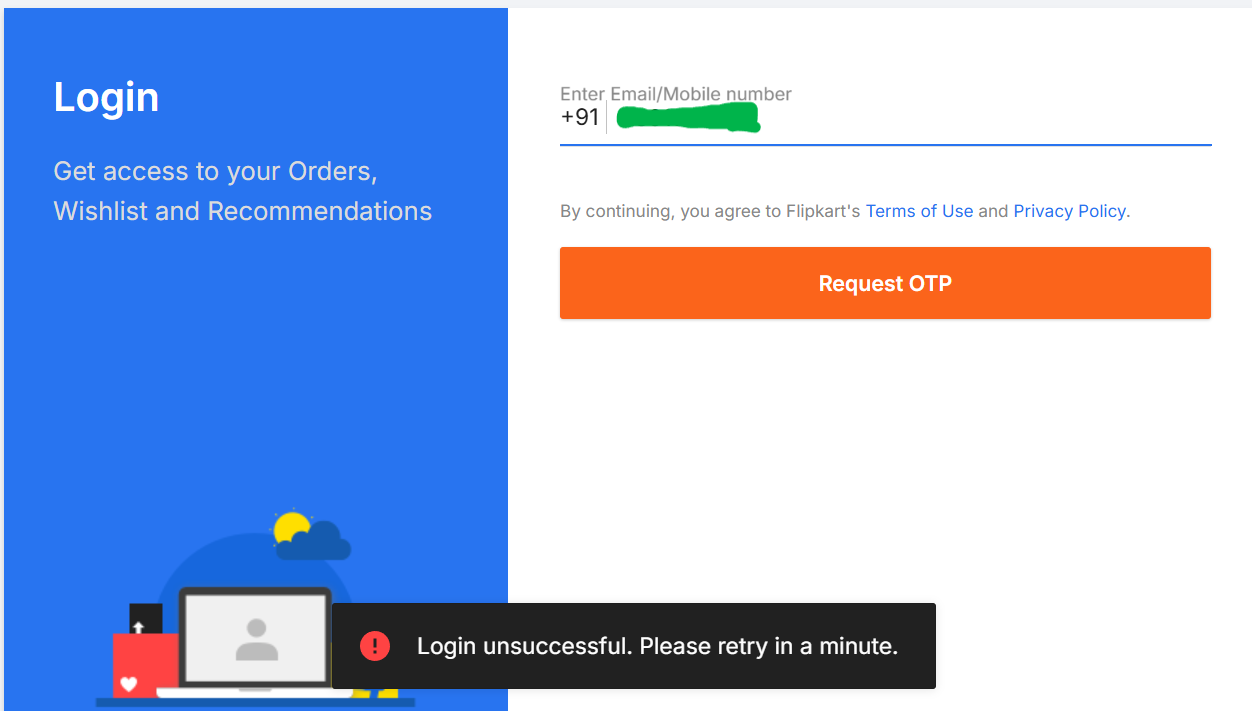 Login
Get access to your Orders,
Wishlist and Recommendations
Enter Email/Mobile number
+91
By continuing, you agree to Flipkart's Terms of Use and Privacy Policy.
Request OTP
Login unsuccessful. Please retry in a minute.